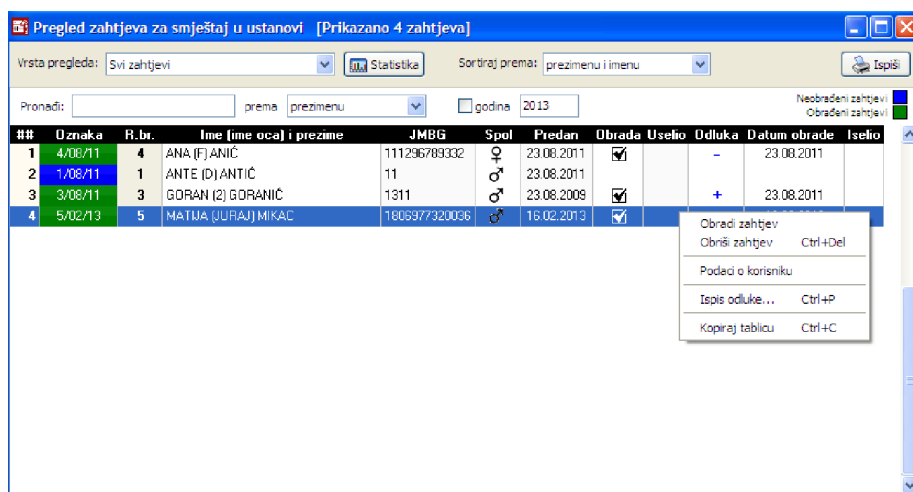 Pregled zahtjeva za smještaj u ustanovi [Prikazano 4 zahtjeva]
Vrsta pregleda: Svi zahtjevi Statistika Sortiraj prema: prezimenu i imenu Ispiši
Pronađi: prema prezimenu godina 2013 Neobrađeni zahtjevi
Obrađeni zahtjevi
## Oznaka R.br. Ime (ime oca) i prezime JMBG Spol Predan Obrada Uselio Odluka Datum obrade Iselio
1 4/08/11 4 ANA (F) ANIĆ 111296789332 ♀ 23.08.2011 - 23.08.2011
2 1/08/11 1 ANTE (D) ANTIĆ 11 ♂ 23.08.2011
3 3/08/11 3 GORAN (2) GORANIĆ 1311 ♂ 23.08.2009 + 23.08.2011
4 5/02/13 5 MATIJA (JURAJ) MIKAC 1806977320036 ♂ 16.02.2013
Obradi zahtjev
Obriši zahtjev Ctrl+Del
Podaci o korisniku
Ispis odluke... Ctrl+P
Kopiraj tablicu Ctrl+C